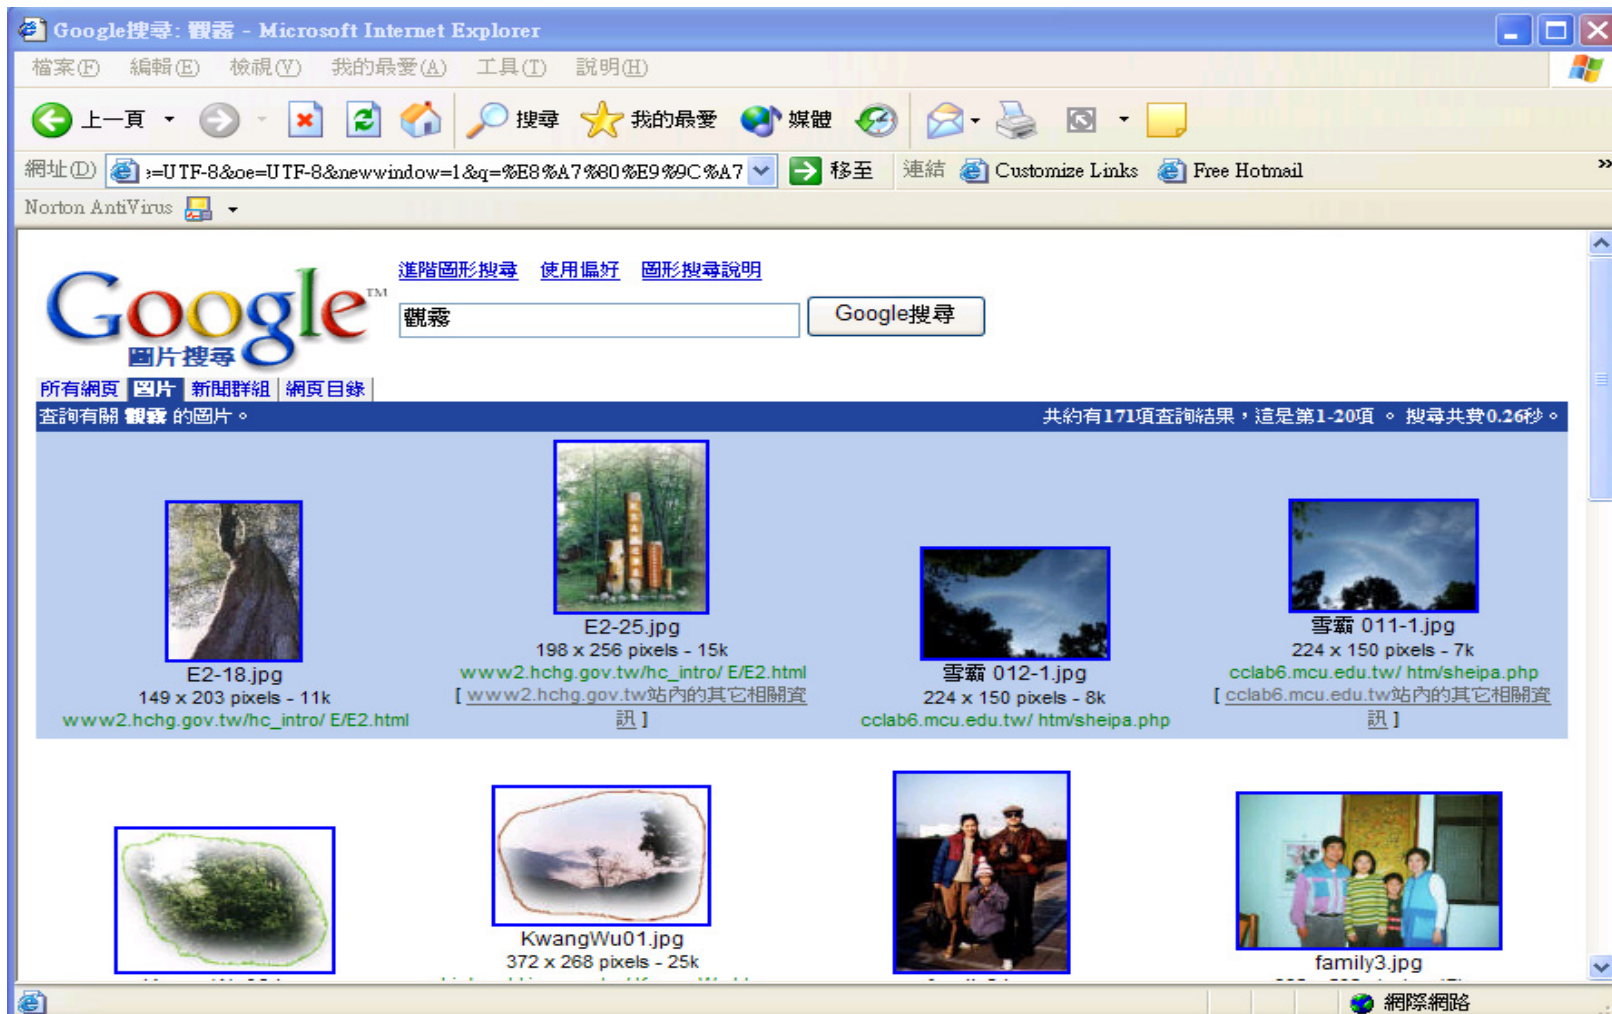 Google搜尋: 觀霧 - Microsoft Internet Explorer
檔案(F) 編輯(E) 檢視(V) 我的最愛(A) 工具(T) 說明(H)
上一頁 搜尋 我的最愛 媒體
網址(D) :=UTF-8&oe=UTF-8&newwindow=1&q=%E8%A7%80%E9%9C%A7 移至 連結 Customize Links Free Hotmail »
Norton AntiVirus
進階圖形搜尋 使用偏好 圖形搜尋說明
Google™
圖片搜尋
觀霧 Google搜尋
所有網頁 圖片 新聞群組 網頁目錄
查詢有關 觀霧 的圖片。 共約有171項查詢結果,這是第1-20項 。 搜尋共費0.26秒。
E2-18.jpg
149 x 203 pixels - 11k
www2.hchg.gov.tw/hc_intro/ E/E2.html
E2-25.jpg
198 x 256 pixels - 15k
www2.hchg.gov.tw/hc_intro/ E/E2.html
[ www2.hchg.gov.tw站內的其它相關資
訊 ]
雪霸 012-1.jpg
224 x 150 pixels - 8k
cclab6.mcu.edu.tw/ htm/sheipa.php
雪霸 011-1.jpg
224 x 150 pixels - 7k
cclab6.mcu.edu.tw/ htm/sheipa.php
[ cclab6.mcu.edu.tw站內的其它相關資
訊 ]
KwangWu01.jpg
372 x 268 pixels - 25k
family3.jpg
網際網路